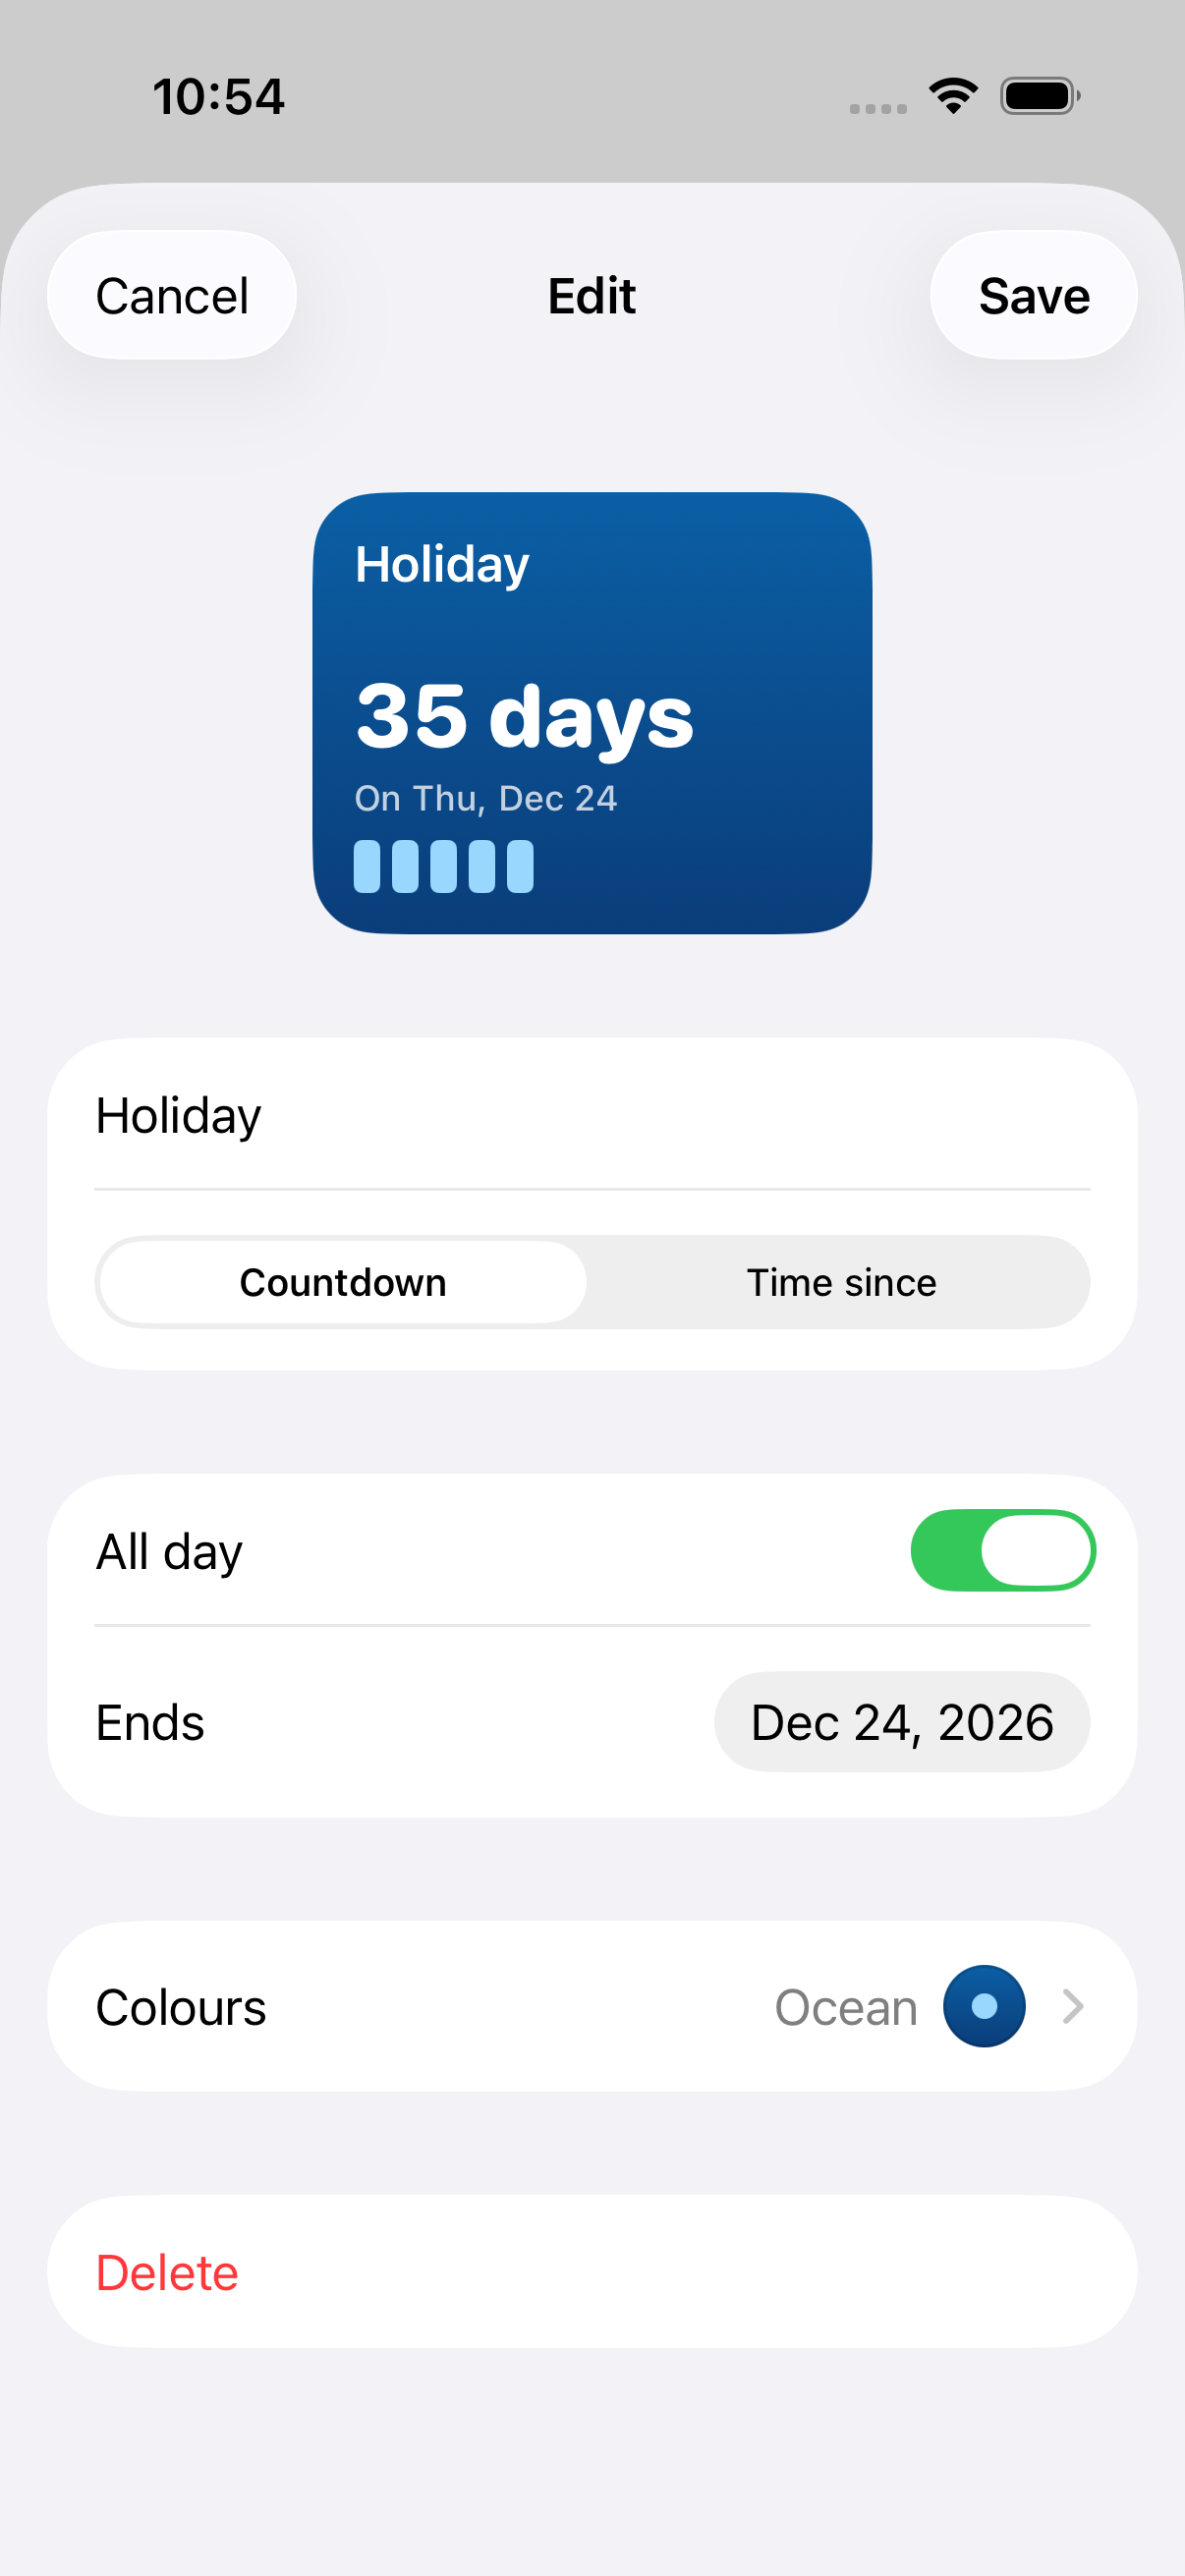 10:54
Cancel
Edit
Save
Holiday
35 days
On Thu, Dec 24
Holiday
Countdown
Time since
All day
Ends
Dec 24, 2026
Colours
Ocean
Delete